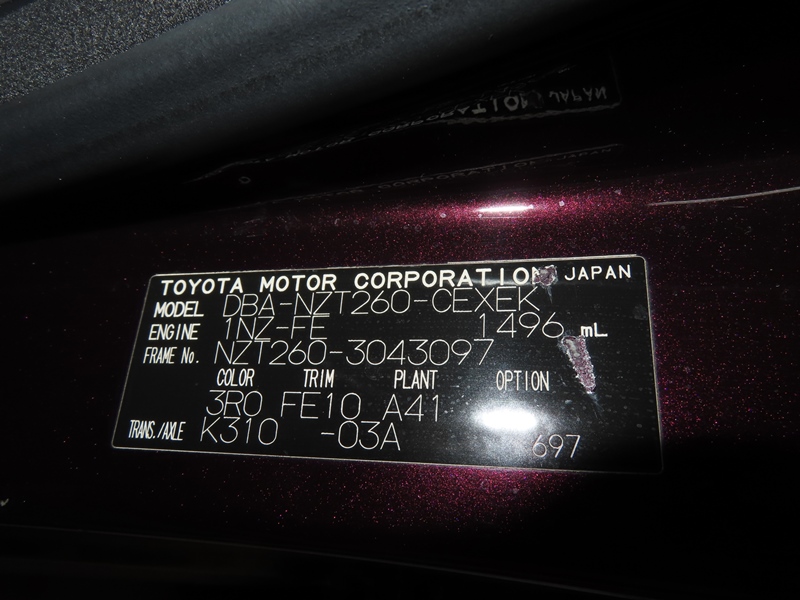 TOYOTA MOTOR CORPORATION JAPAN
MODEL DBA-NZT260-CEXEK
ENGINE 1NZ-FE 1496 mL
FRAME No. NZT260-3043097
COLOR TRIM PLANT OPTION
3R0 FE10 A41
TRANS./AXLE K310 -03A 697